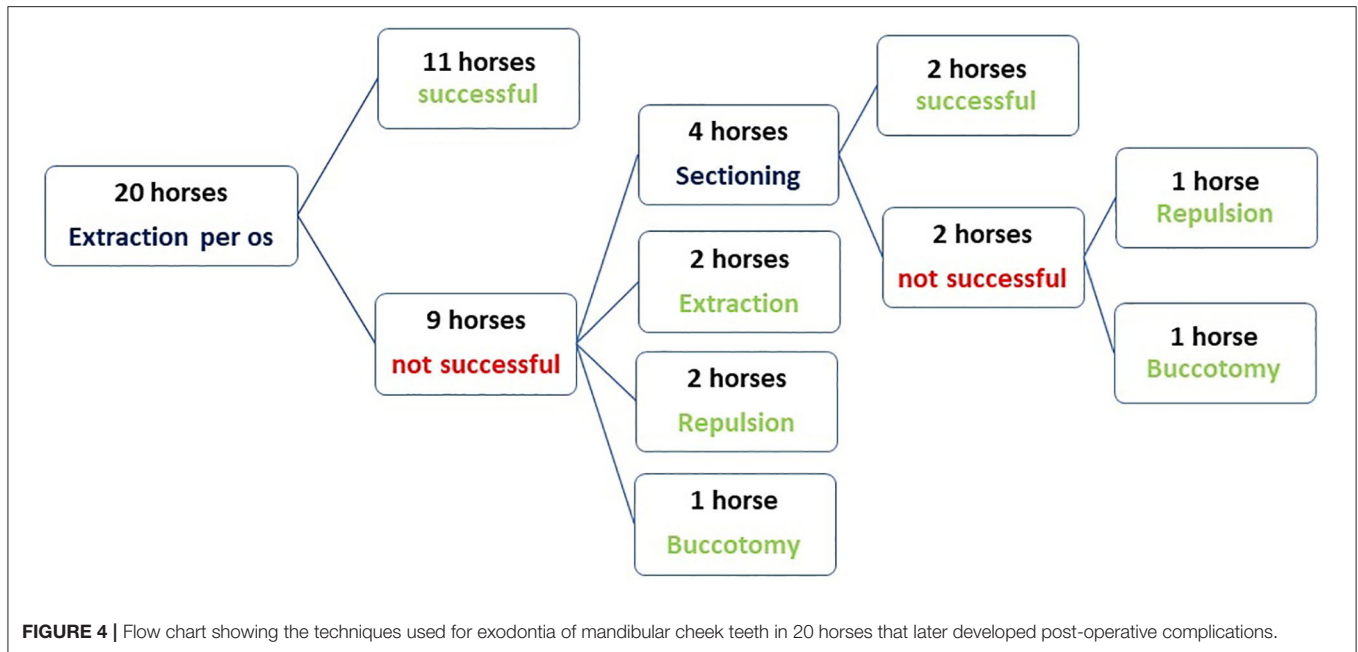 20 horses
Extraction per os
11 horses
successful
9 horses
not successful
4 horses
Sectioning
2 horses
Extraction
2 horses
Repulsion
1 horse
Buccotomy
2 horses
successful
2 horses
not successful
1 horse
Repulsion
1 horse
Buccotomy
FIGURE 4 | Flow chart showing the techniques used for exodontia of mandibular cheek teeth in 20 horses that later developed post-operative complications.